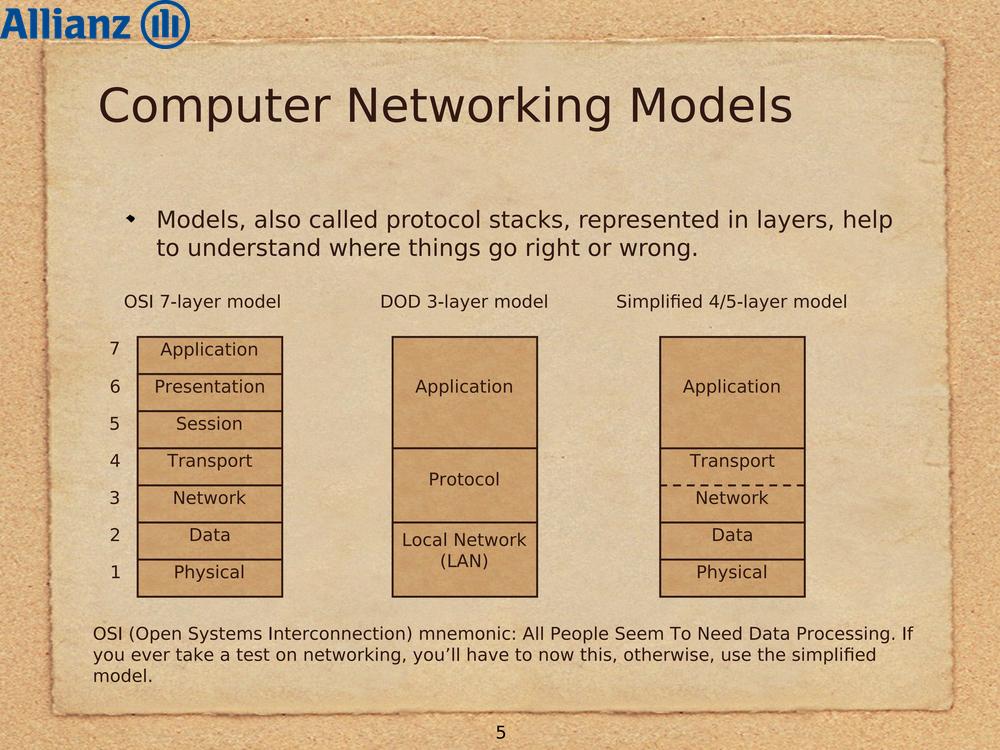 Allianz
Computer Networking Models
Models, also called protocol stacks, represented in layers, help
to understand where things go right or wrong.
OSI 7-layer model
7 Application
6 Presentation
5 Session
4 Transport
3 Network
2 Data
1 Physical
DOD 3-layer model
Application
Protocol
Local Network
(LAN)
Simplified 4/5-layer model
Application
Transport
Network
Data
Physical
OSI (Open Systems Interconnection) mnemonic: All People Seem To Need Data Processing. If
you ever take a test on networking, you’ll have to now this, otherwise, use the simplified
model.
5